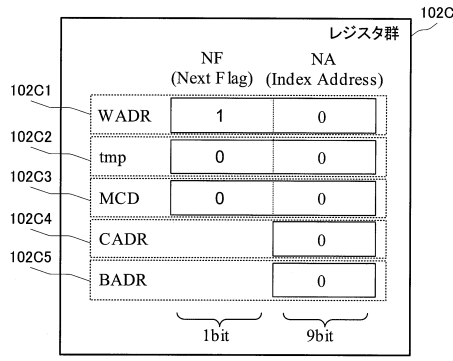 102C
レジスタ群
NF NA
(Next Flag) (Index Address)
102C1
WADR 1 0
102C2
tmp 0 0
102C3
MCD 0 0
102C4
CADR 0
102C5
BADR 0
1bit 9bit